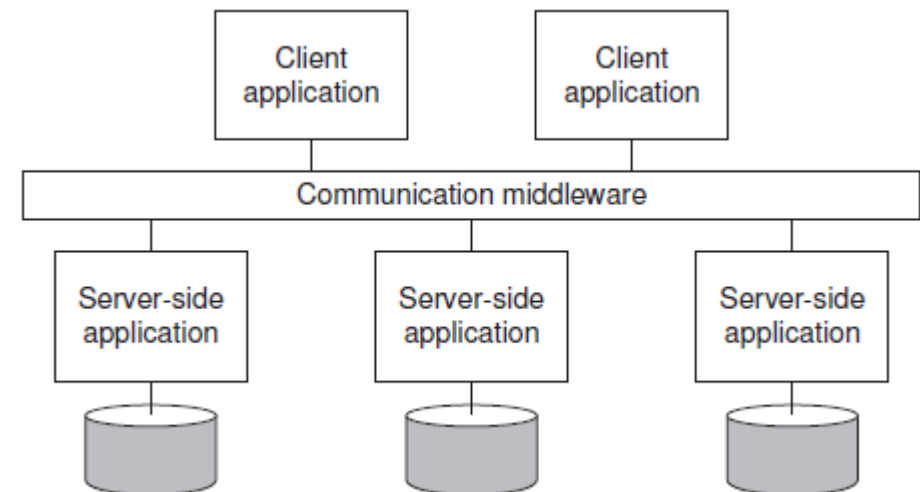 Client
application
Client
application
Communication middleware
Server-side
application
Server-side
application
Server-side
application